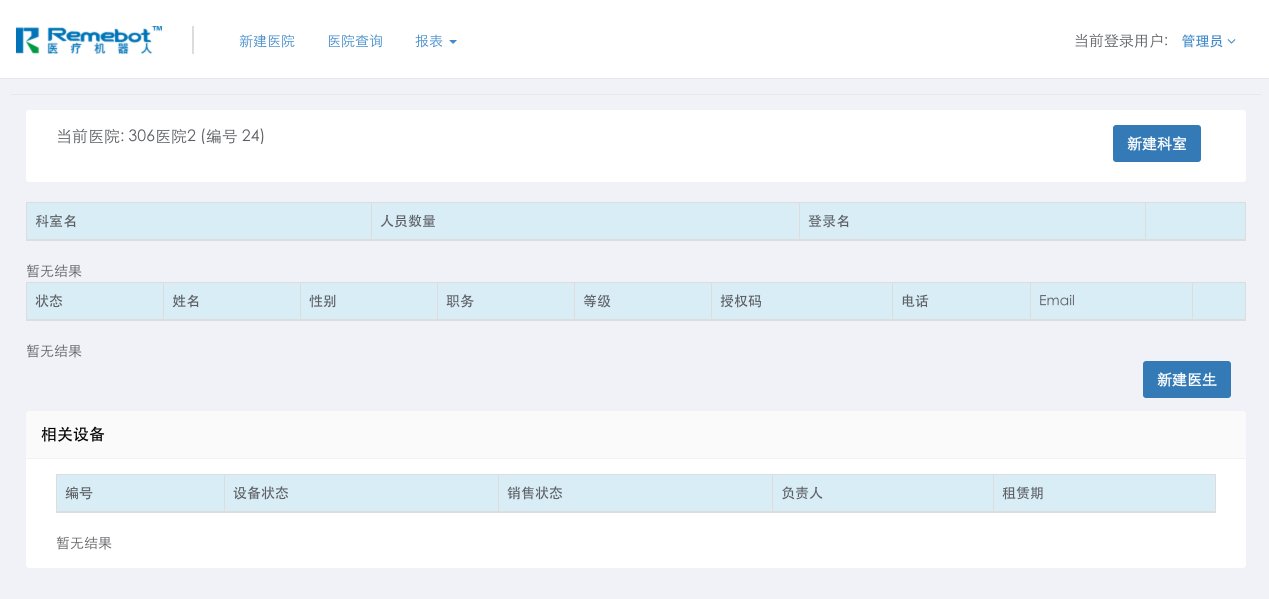 Remebot™ 医疗机器人
新建医院 医院查询 报表 当前登录用户: 管理员
当前医院: 306医院2 (编号 24) 新建科室
科室名 人员数量 登录名
暂无结果
状态 姓名 性别 职务 等级 授权码 电话 Email
暂无结果
新建医生
相关设备
编号 设备状态 销售状态 负责人 租赁期
暂无结果